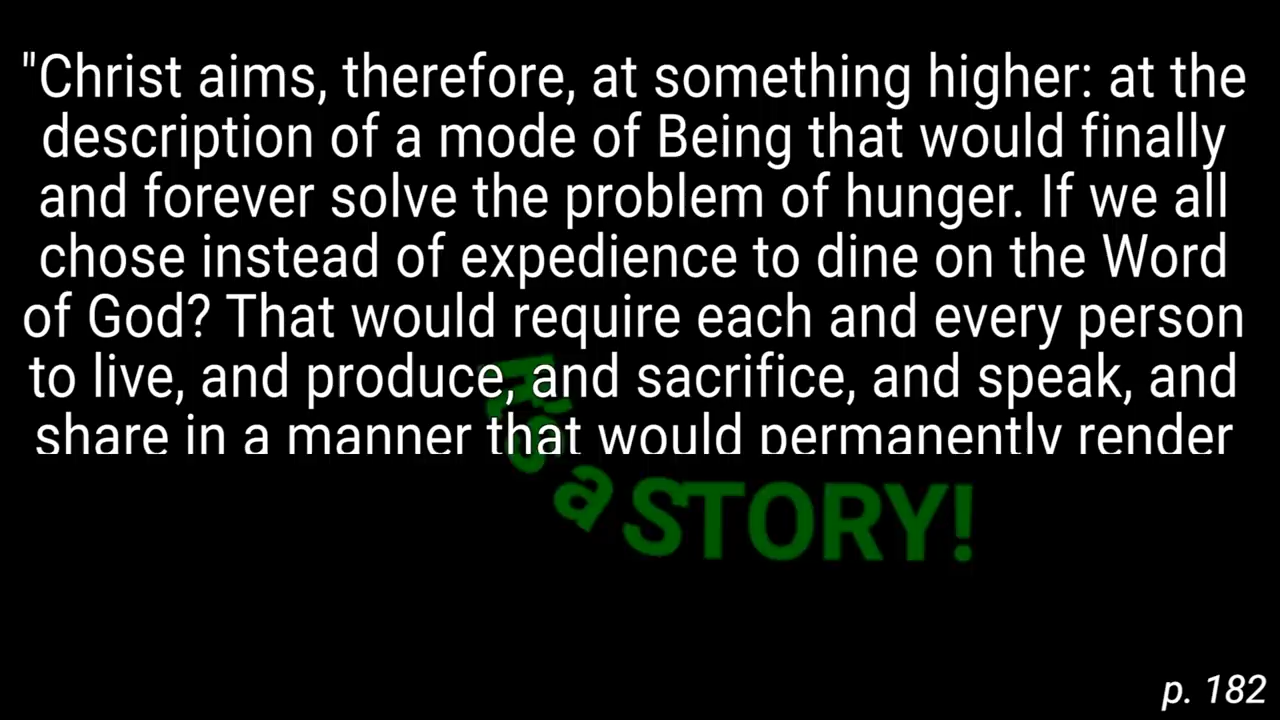 "Christ aims, therefore, at something higher: at the
description of a mode of Being that would finally
and forever solve the problem of hunger. If we all
chose instead of expedience to dine on the Word
of God? That would require each and every person
to live, and produce, and sacrifice, and speak, and
share in a manner that would permanently render
It's a STORY!
p. 182